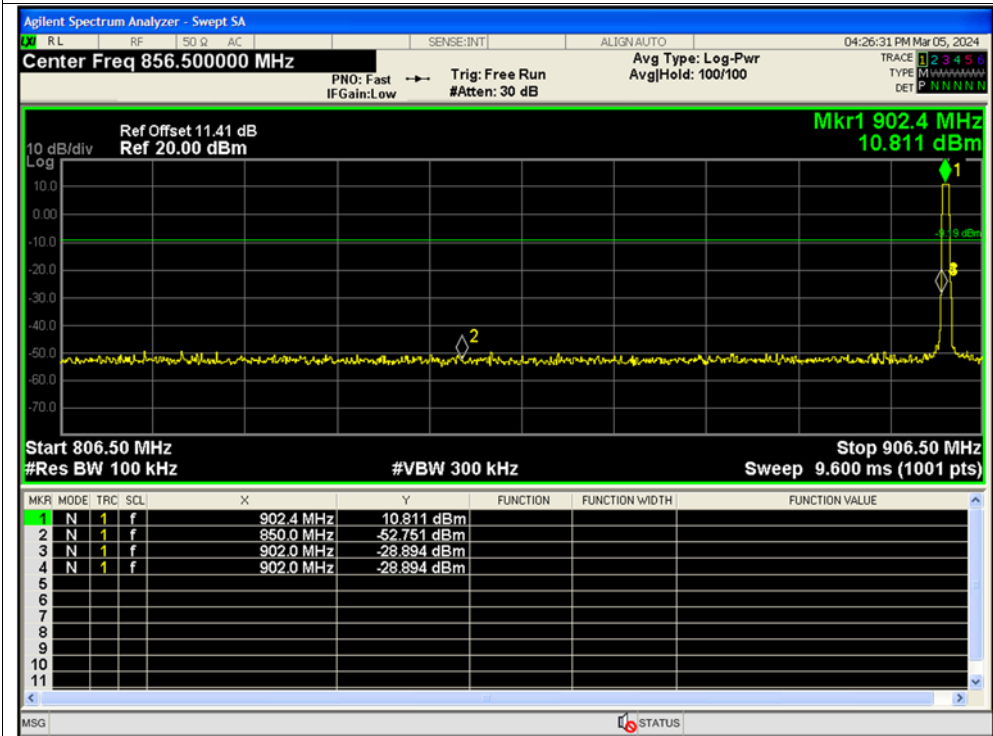 Agilent Spectrum Analyzer - Swept SA
RL RF 50 Ω AC SENSE:INT ALIGNAUTO 04:26:31 PM Mar 05, 2024
Center Freq 856.500000 MHz
Avg Type: Log-Pwr
TRACE 1 2 3 4 5 6
PNO: Fast Trig: Free Run Avg|Hold: 100/100
TYPE M
IFGain:Low #Atten: 30 dB
DET P N N N N N
Mkr1 902.4 MHz
10.811 dBm
Ref Offset 11.41 dB
10 dB/div Ref 20.00 dBm
Log
1
10.0
0.00
-9.19 dBm
-10.0
-20.0
3
-30.0
-40.0
2
-50.0
-60.0
-70.0
Start 806.50 MHz Stop 906.50 MHz
#Res BW 100 kHz #VBW 300 kHz Sweep 9.600 ms (1001 pts)
MKR MODE TRC SCL X Y FUNCTION FUNCTION WIDTH FUNCTION VALUE
1 N 1 f 902.4 MHz 10.811 dBm
2 N 1 f 850.0 MHz -52.751 dBm
3 N 1 f 902.0 MHz -28.894 dBm
4 N 1 f 902.0 MHz -28.894 dBm
5
6
7
8
9
10
11
MSG STATUS